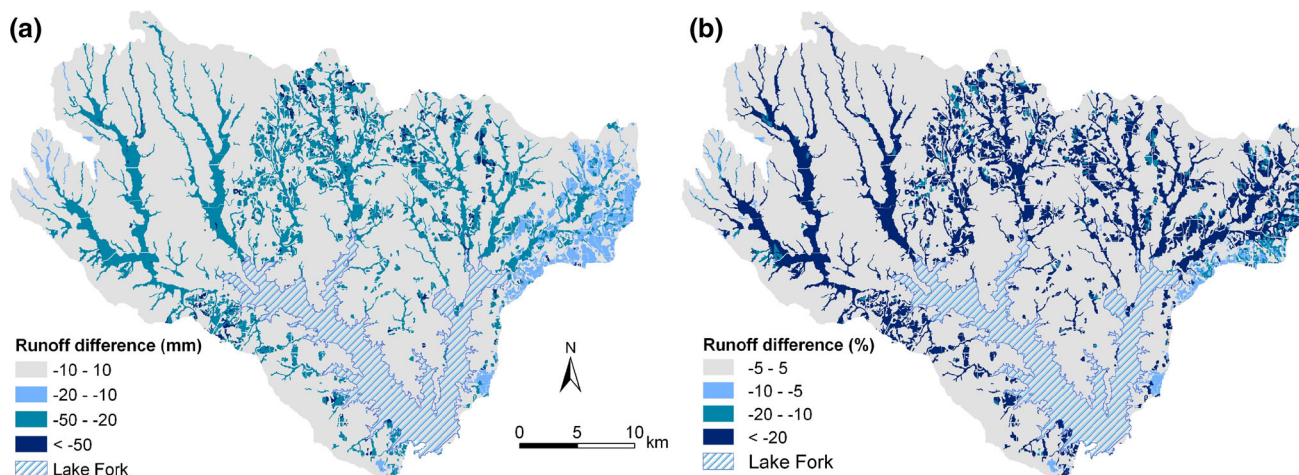 (a)
Runoff difference (mm)
-10 - 10
-20 - -10
-50 - -20
< -50
Lake Fork
N
0 5 10
km
(b)
Runoff difference (%)
-5 - 5
-10 - -5
-20 - -10
< -20
Lake Fork